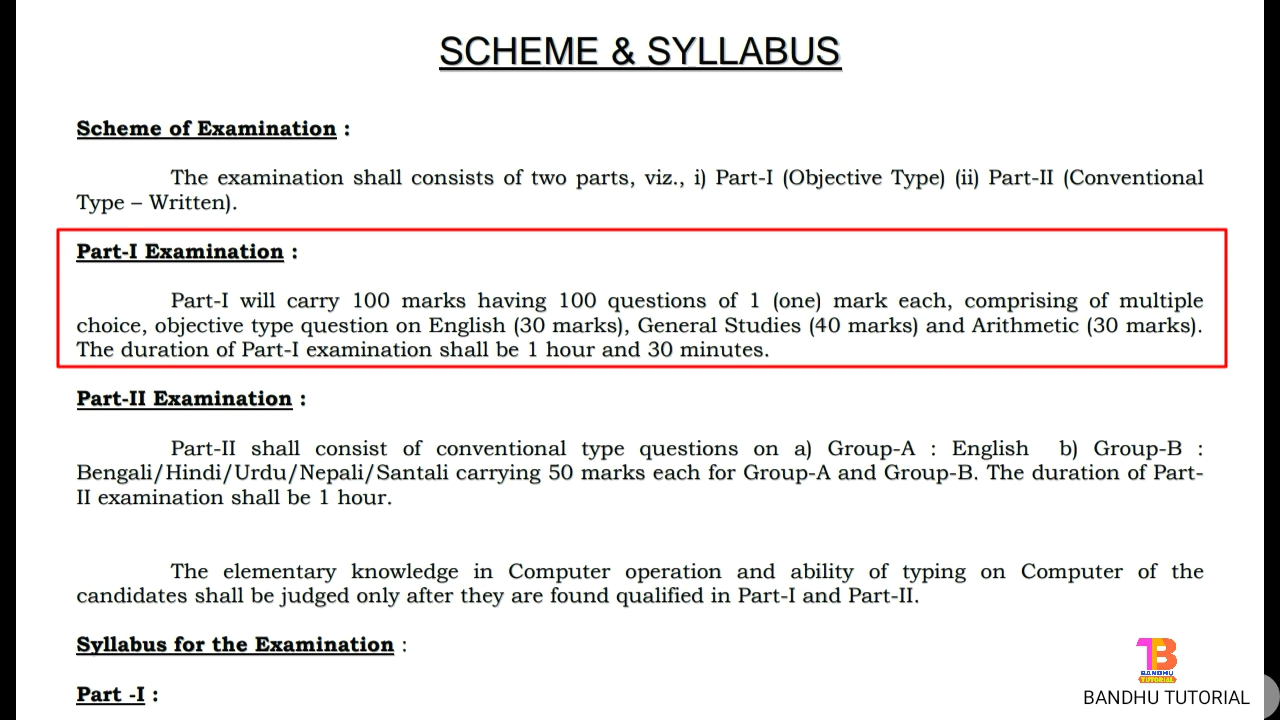 SCHEME & SYLLABUS
Scheme of Examination :
The examination shall consists of two parts, viz., i) Part-I (Objective Type) (ii) Part-II (Conventional
Type – Written).
Part-I Examination :
Part-I will carry 100 marks having 100 questions of 1 (one) mark each, comprising of multiple
choice, objective type question on English (30 marks), General Studies (40 marks) and Arithmetic (30 marks).
The duration of Part-I examination shall be 1 hour and 30 minutes.
Part-II Examination :
Part-II shall consist of conventional type questions on a) Group-A : English b) Group-B :
Bengali/Hindi/Urdu/Nepali/Santali carrying 50 marks each for Group-A and Group-B. The duration of Part-
II examination shall be 1 hour.
The elementary knowledge in Computer operation and ability of typing on Computer of the
candidates shall be judged only after they are found qualified in Part-I and Part-II.
Syllabus for the Examination :
Part -I :
TB
BANDHU
TUTORIAL
BANDHU TUTORIAL